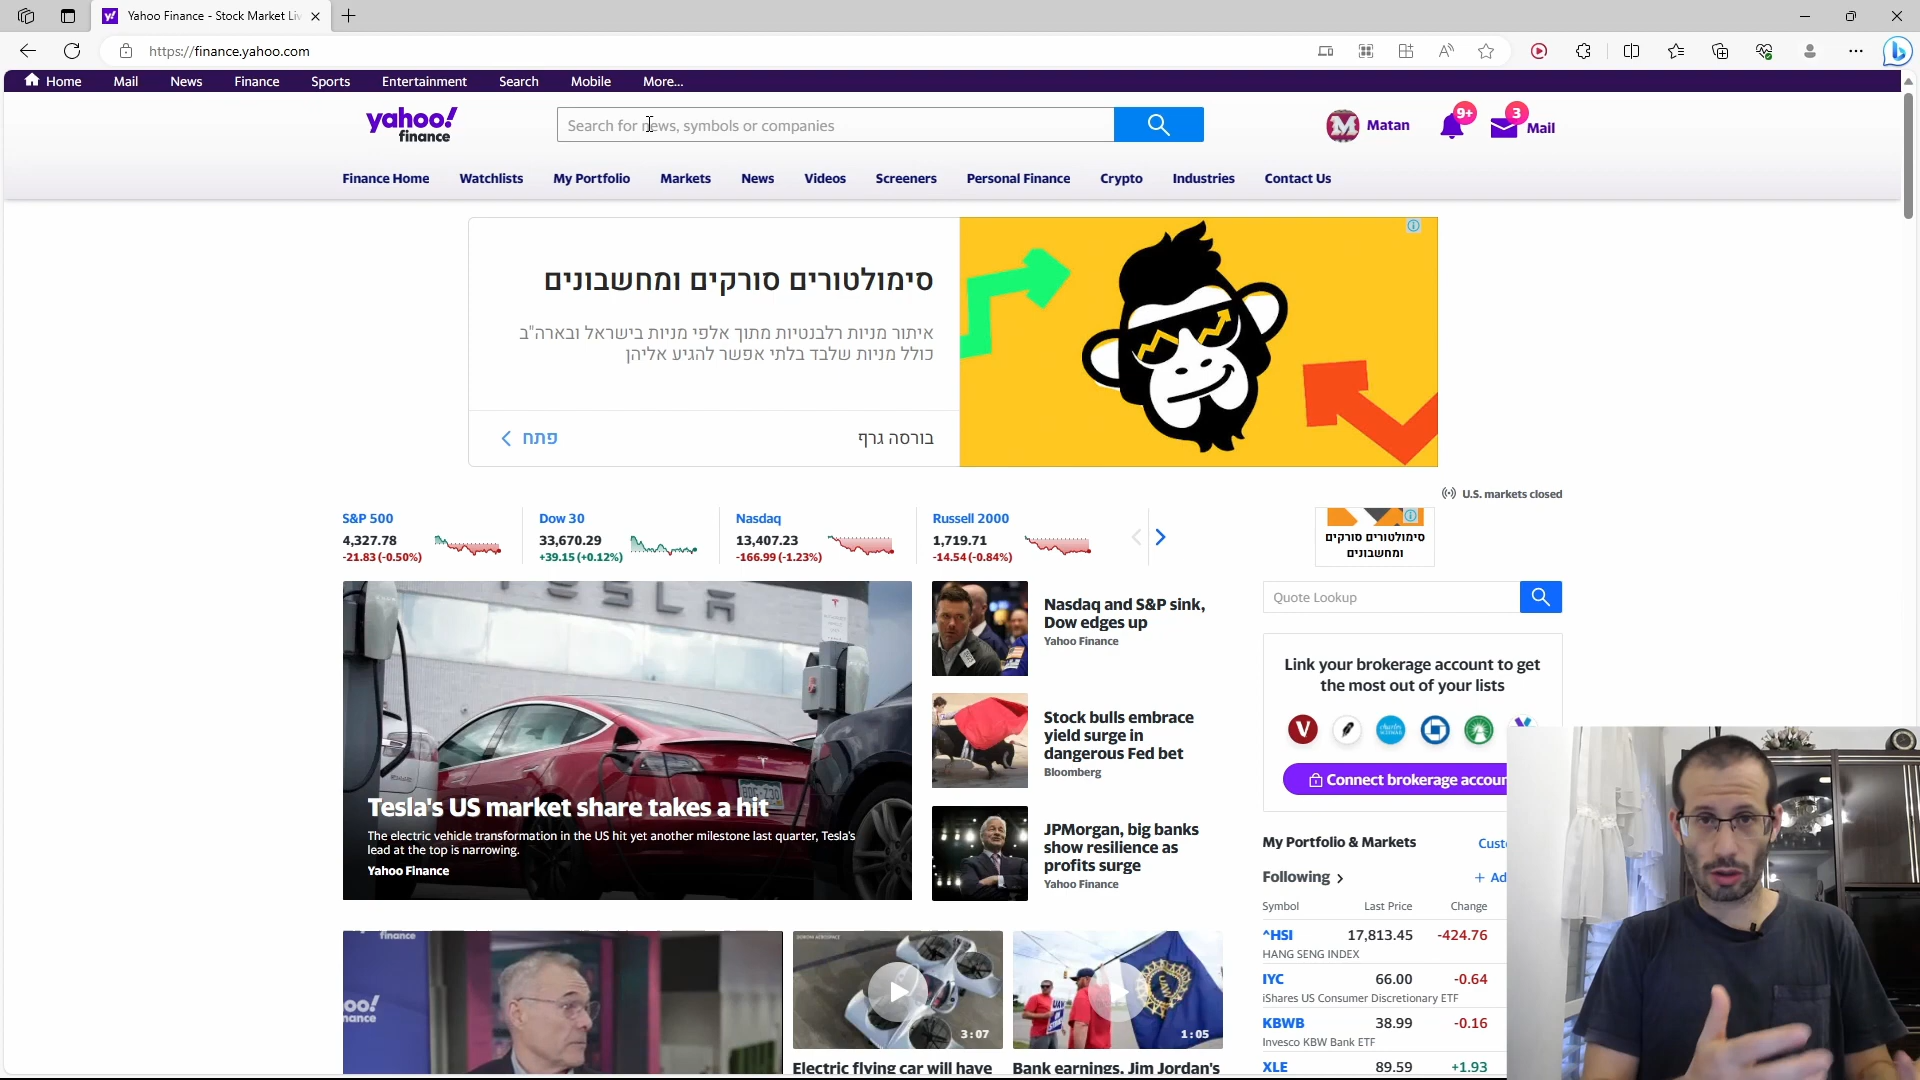 Yahoo Finance - Stock Market Liv
https://finance.yahoo.com
Home Mail News Finance Sports Entertainment Search Mobile More...
yahoo!
finance
Search for news, symbols or companies
M
Matan
9+
3
Mail
Finance Home Watchlists My Portfolio Markets News Videos Screeners Personal Finance Crypto Industries Contact Us
סימולטורים סורקים ומחשבונים
איתור מניות רלבנטיות מתוך אלפי מניות בישראל ובארה"ב
כולל מניות שלבד בלתי אפשר להגיע אליהן
בורסה גרף
פתח
U.S. markets closed
S&P 500
4,327.78
-21.83 (-0.50%)
Dow 30
33,670.29
+39.15 (+0.12%)
Nasdaq
13,407.23
-166.99 (-1.23%)
Russell 2000
1,719.71
-14.54 (-0.84%)
סימולטורים סורקים
ומחשבונים
TESLA
Tesla's US market share takes a hit
The electric vehicle transformation in the US hit yet another milestone last quarter, Tesla's
lead at the top is narrowing.
Yahoo Finance
Nasdaq and S&P sink,
Dow edges up
Yahoo Finance
Stock bulls embrace
yield surge in
dangerous Fed bet
Bloomberg
JPMorgan, big banks
show resilience as
profits surge
Yahoo Finance
Quote Lookup
Link your brokerage account to get
the most out of your lists
V
charles
SCHWAB
Connect brokerage accoun
My Portfolio & Markets
Custo
Following
+ Ad
Symbol Last Price Change
^HSI 17,813.45 -424.76
HANG SENG INDEX
IYC 66.00 -0.64
iShares US Consumer Discretionary ETF
KBWB 38.99 -0.16
Invesco KBW Bank ETF
XLE 89.59 +1.93
finance
oo!
nance
3:07
Electric flying car will have
1:05
Bank earnings, Jim Jordan's